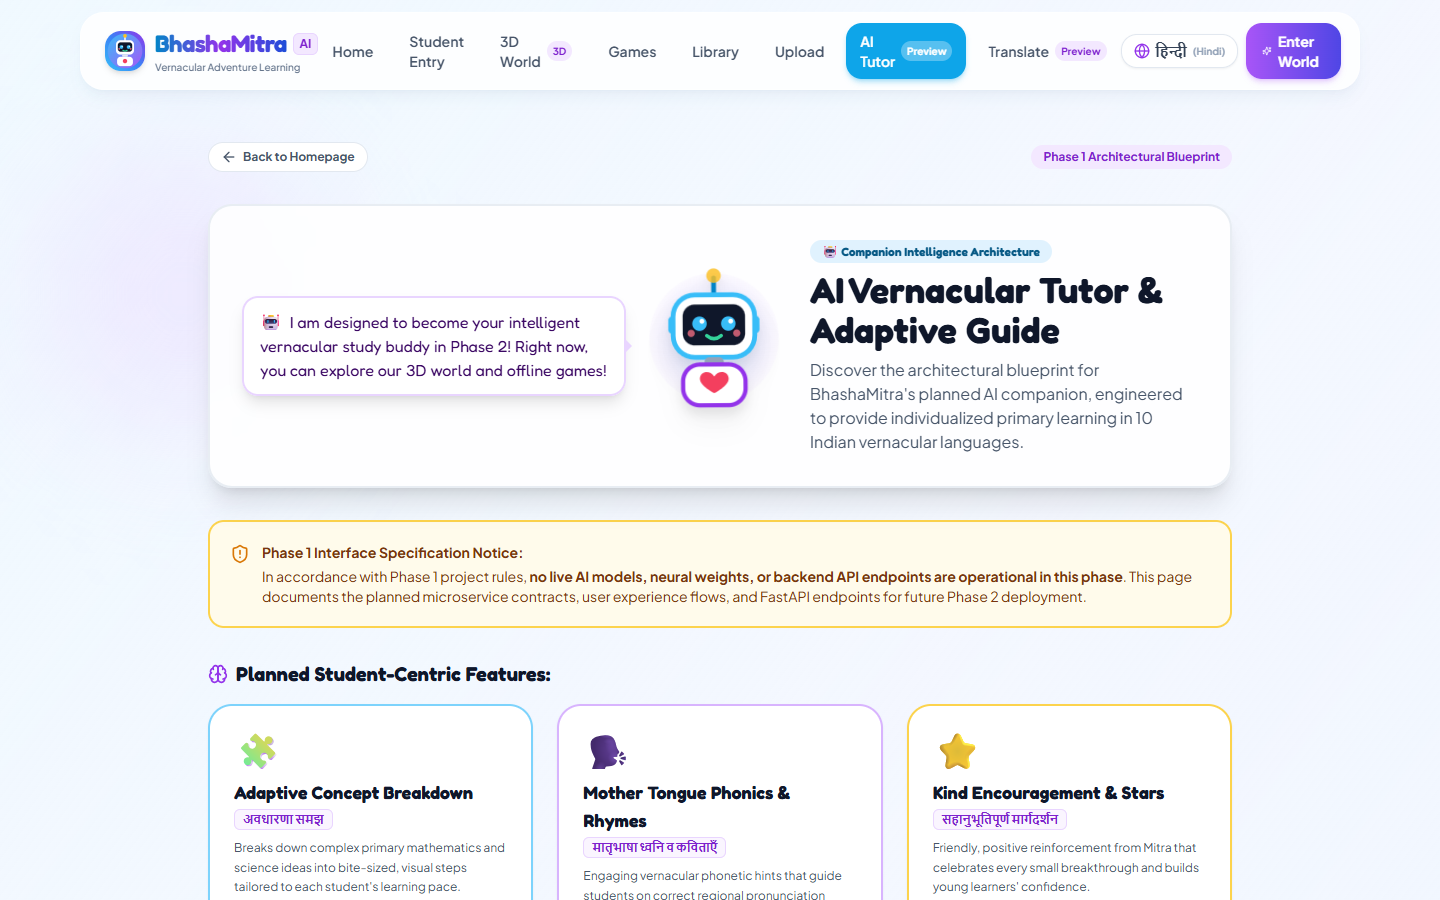 BhashaMitra AI
Vernacular Adventure Learning
Home
Student
Entry
3D
World
3D
Games
Library
Upload
AI
Tutor
Preview
Translate
Preview
हिन्दी (Hindi)
Enter
World
Back to Homepage
Phase 1 Architectural Blueprint
I am designed to become your intelligent
vernacular study buddy in Phase 2! Right now,
you can explore our 3D world and offline games!
Companion Intelligence Architecture
AI Vernacular Tutor &
Adaptive Guide
Discover the architectural blueprint for
BhashaMitra's planned AI companion, engineered
to provide individualized primary learning in 10
Indian vernacular languages.
Phase 1 Interface Specification Notice:
In accordance with Phase 1 project rules, no live AI models, neural weights, or backend API endpoints are operational in this phase. This page
documents the planned microservice contracts, user experience flows, and FastAPI endpoints for future Phase 2 deployment.
Planned Student-Centric Features:
Adaptive Concept Breakdown
अवधारणा समझ
Breaks down complex primary mathematics and
science ideas into bite-sized, visual steps
tailored to each student's learning pace.
Mother Tongue Phonics &
Rhymes
मातृभाषा ध्वनि व कविताएँ
Engaging vernacular phonetic hints that guide
students on correct regional pronunciation
Kind Encouragement & Stars
सहानुभूतिपूर्ण मार्गदर्शन
Friendly, positive reinforcement from Mitra that
celebrates every small breakthrough and builds
young learners' confidence.